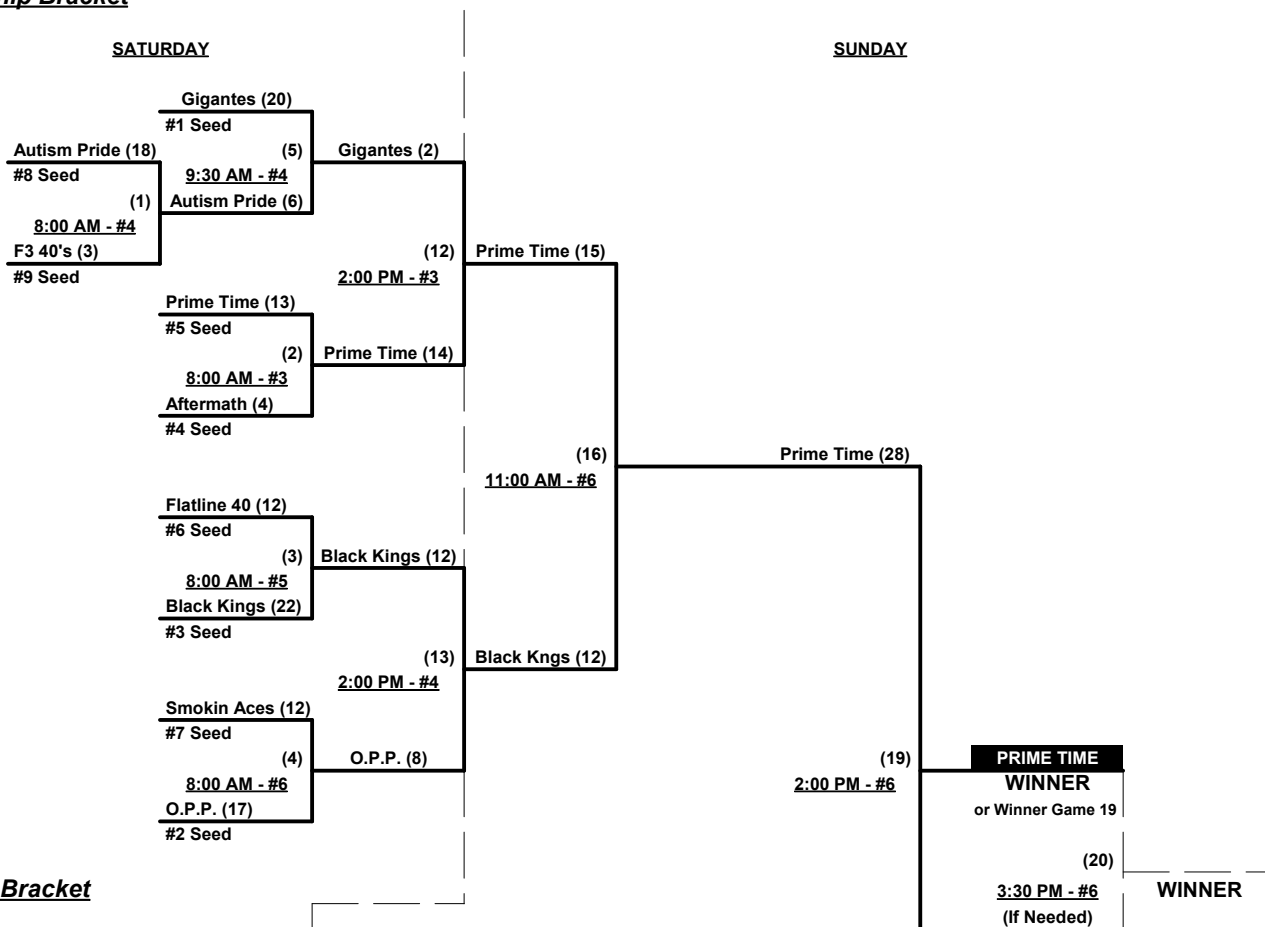 SATURDAY
SUNDAY
Gigantes (20)
#1 Seed
Autism Pride (18)
(5)
Gigantes (2)
#8 Seed
9:30 AM - #4
(1)
Autism Pride (6)
8:00 AM - #4
F3 40's (3)
(12)
Prime Time (15)
#9 Seed
2:00 PM - #3
Prime Time (13)
#5 Seed
(2)
Prime Time (14)
8:00 AM - #3
Aftermath (4)
#4 Seed
(16)
Prime Time (28)
11:00 AM - #6
Flatline 40 (12)
#6 Seed
(3)
Black Kings (12)
8:00 AM - #5
Black Kings (22)
#3 Seed
(13)
Black Kngs (12)
2:00 PM - #4
Smokin Aces (12)
#7 Seed
(4)
O.P.P. (8)
(19)
PRIME TIME
8:00 AM - #6
2:00 PM - #6
WINNER
O.P.P. (17)
or Winner Game 19
#2 Seed
(20)
Bracket
3:30 PM - #6
WINNER
(If Needed)